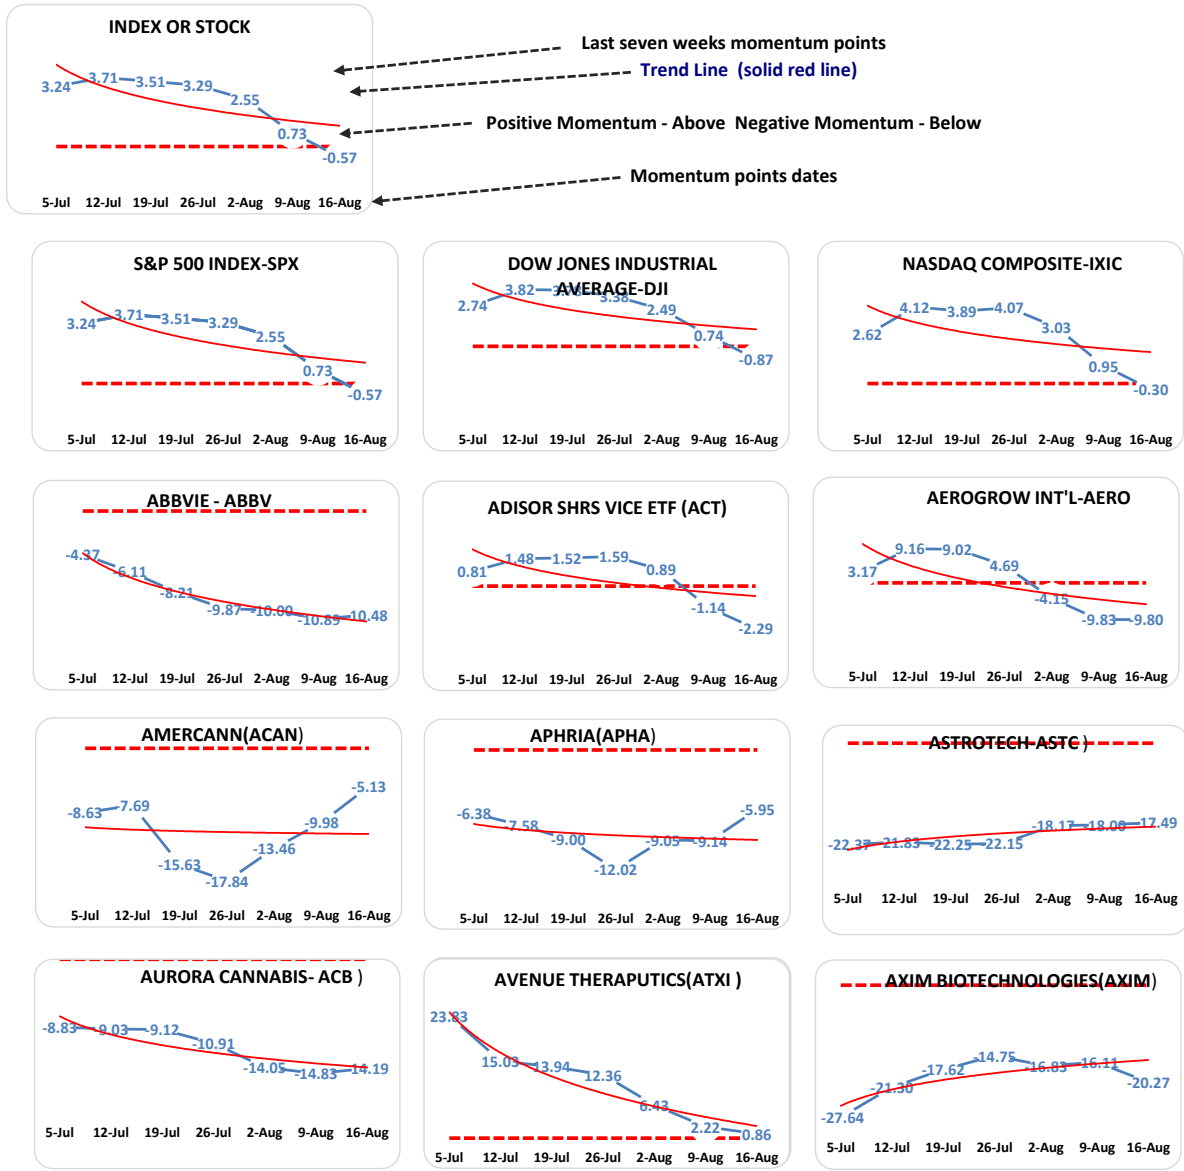 INDEX OR STOCK
Last seven weeks momentum points
Trend Line (solid red line)
Positive Momentum - Above Negative Momentum - Below
Momentum points dates
3.24 3.71 3.51 3.29 2.55 0.73 -0.57
5-Jul 12-Jul 19-Jul 26-Jul 2-Aug 9-Aug 16-Aug
S&P 500 INDEX-SPX
3.24 3.71 3.51 3.29 2.55 0.73 -0.57
5-Jul 12-Jul 19-Jul 26-Jul 2-Aug 9-Aug 16-Aug
DOW JONES INDUSTRIAL
AVERAGE-DJI
2.74 3.82 3.38 2.49 0.74 -0.87
5-Jul 12-Jul 19-Jul 26-Jul 2-Aug 9-Aug 16-Aug
NASDAQ COMPOSITE-IXIC
2.62 4.12 3.89 4.07 3.03 0.95 -0.30
5-Jul 12-Jul 19-Jul 26-Jul 2-Aug 9-Aug 16-Aug
ABBVIE - ABBV
-4.37 -6.11 -8.21 -9.87 -10.00 -10.89 -10.48
5-Jul 12-Jul 19-Jul 26-Jul 2-Aug 9-Aug 16-Aug
ADISOR SHRS VICE ETF (ACT)
0.81 1.48 1.52 1.59 0.89 -1.14 -2.29
5-Jul 12-Jul 19-Jul 26-Jul 2-Aug 9-Aug 16-Aug
AEROGROW INT'L-AERO
3.17 9.16 9.02 4.69 -4.15 -9.83 -9.80
5-Jul 12-Jul 19-Jul 26-Jul 2-Aug 9-Aug 16-Aug
AMERCANN(ACAN)
-8.63 -7.69 -15.63 -17.84 -13.46 -9.98 -5.13
5-Jul 12-Jul 19-Jul 26-Jul 2-Aug 9-Aug 16-Aug
APHRIA(APHA)
-6.38 -7.58 -9.00 -12.02 -9.05 -9.14 -5.95
5-Jul 12-Jul 19-Jul 26-Jul 2-Aug 9-Aug 16-Aug
ASTROTECH-ASTC )
-22.37 -21.83 -22.25 -22.15 -18.17 -18.00 -17.49
5-Jul 12-Jul 19-Jul 26-Jul 2-Aug 9-Aug 16-Aug
AURORA CANNABIS- ACB )
-8.83 -9.03 -9.12 -10.91 -14.05 -14.83 -14.19
5-Jul 12-Jul 19-Jul 26-Jul 2-Aug 9-Aug 16-Aug
AVENUE THERAPUTICS(ATXI )
23.83 15.03 13.94 12.36 6.43 2.22 0.86
5-Jul 12-Jul 19-Jul 26-Jul 2-Aug 9-Aug 16-Aug
AXIM BIOTECHNOLOGIES(AXIM)
-27.64 -21.30 -17.62 -14.75 -16.83 -16.11 -20.27
5-Jul 12-Jul 19-Jul 26-Jul 2-Aug 9-Aug 16-Aug